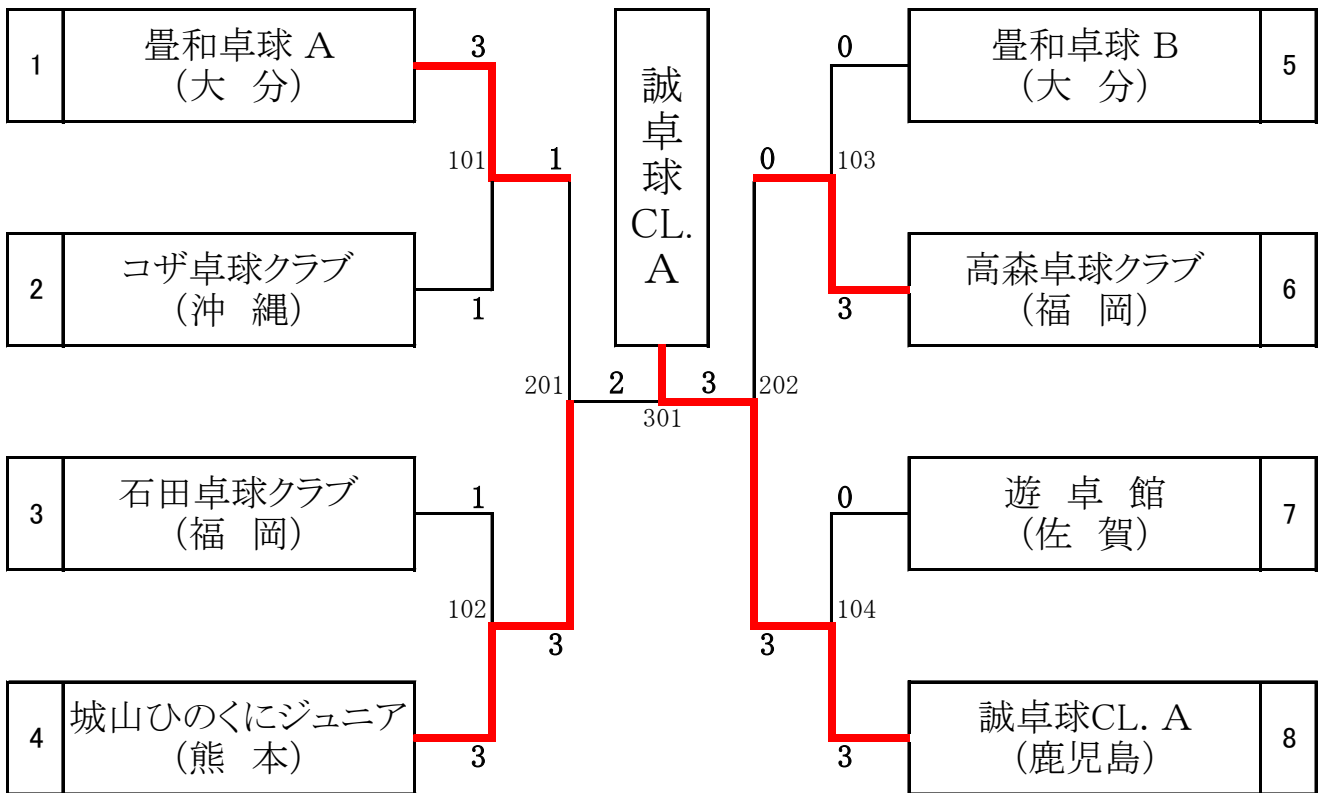 1
畳和卓球 A
(大 分)
3
101
1
2
コザ卓球クラブ
(沖 縄)
1
201
2
3
石田卓球クラブ
(福 岡)
1
102
3
4
城山ひのくにジュニア
(熊 本)
3
誠
卓
球
CL.
A
301
0
畳和卓球 B
(大 分)
5
0
103
高森卓球クラブ
(福 岡)
6
3
3
202
0
遊 卓 館
(佐 賀)
7
104
3
誠卓球CL. A
(鹿児島)
8
3